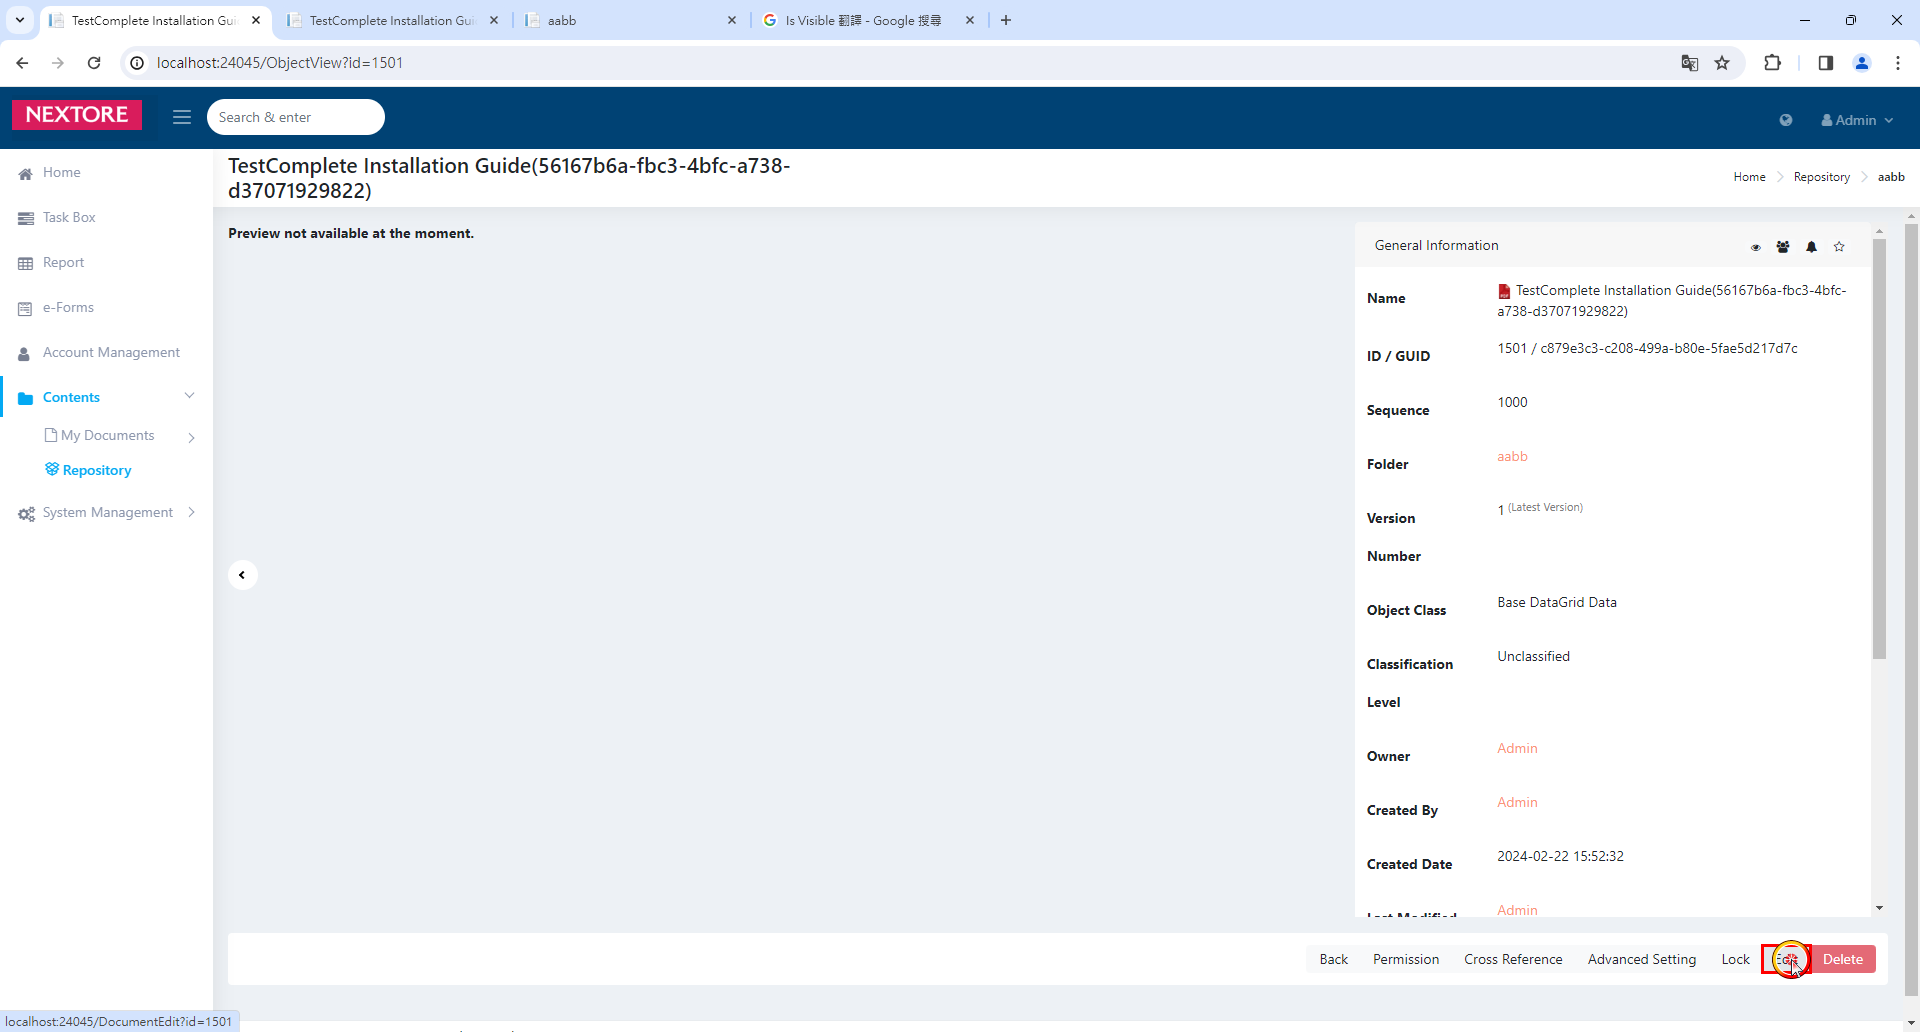 TestComplete Installation Gui
TestComplete Installation Gui
aabb
Is Visible 翻譯 - Google 搜尋
localhost:24045/ObjectView?id=1501
NEXTORE
Search & enter
Admin
Home
Task Box
Report
e-Forms
Account Management
Contents
My Documents
Repository
System Management
TestComplete Installation Guide(56167b6a-fbc3-4bfc-a738-
d37071929822)
Home
Repository
aabb
Preview not available at the moment.
General Information
Name
TestComplete Installation Guide(56167b6a-fbc3-4bfc-
a738-d37071929822)
ID / GUID
1501 / c879e3c3-c208-499a-b80e-5fae5d217d7c
Sequence
1000
Folder
aabb
Version
1 (Latest Version)
Number
Object Class
Base DataGrid Data
Classification
Unclassified
Level
Owner
Admin
Created By
Admin
Created Date
2024-02-22 15:52:32
Last Modified
Admin
Back
Permission
Cross Reference
Advanced Setting
Lock
Delete
localhost:24045/DocumentEdit?id=1501